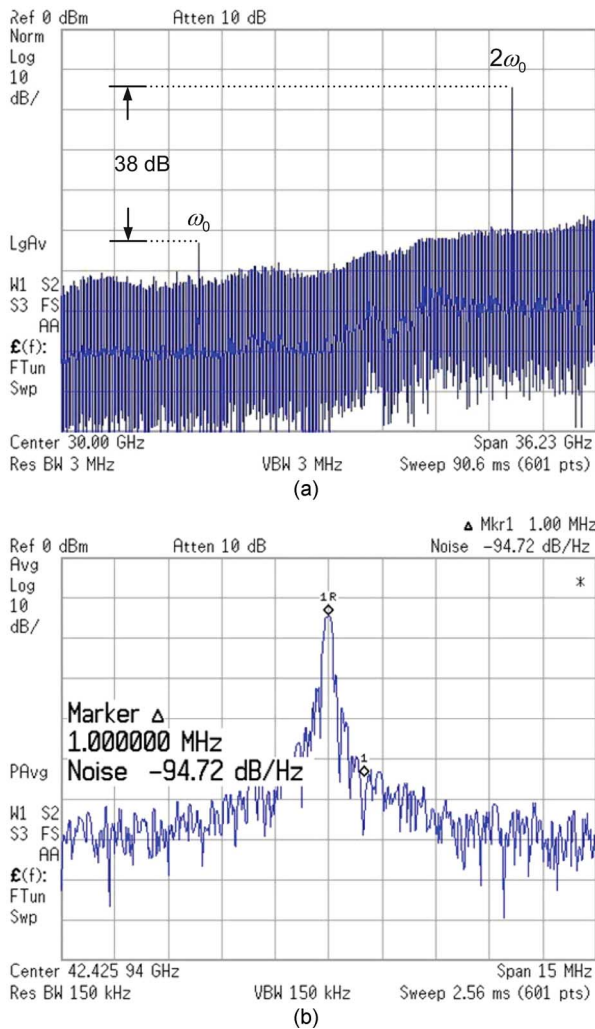 Ref 0 dBm Atten 10 dB
Norm
Log
10
dB/
2ω0
38 dB
ω0
LgAv
W1 S2
S3 FS
AA
£(f):
FTun
Swp
Center 30.00 GHz Span 36.23 GHz
Res BW 3 MHz VBW 3 MHz Sweep 90.6 ms (601 pts)
(a)
Δ Mkr1 1.00 MHz
Ref 0 dBm Atten 10 dB Noise -94.72 dB/Hz
Avg
Log
10
dB/
*
1R
Marker Δ
1.000000 MHz
Noise -94.72 dB/Hz
1
PAvg
W1 S2
S3 FS
AA
£(f):
FTun
Swp
Center 42.425 94 GHz Span 15 MHz
Res BW 150 kHz VBW 150 kHz Sweep 2.56 ms (601 pts)
(b)